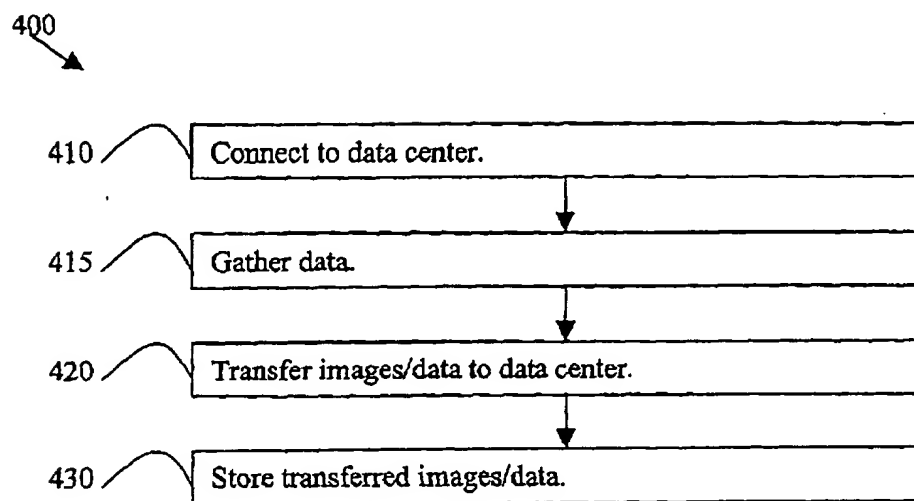 400
410 Connect to data center.
415 Gather data.
420 Transfer images/data to data center.
430 Store transferred images/data.